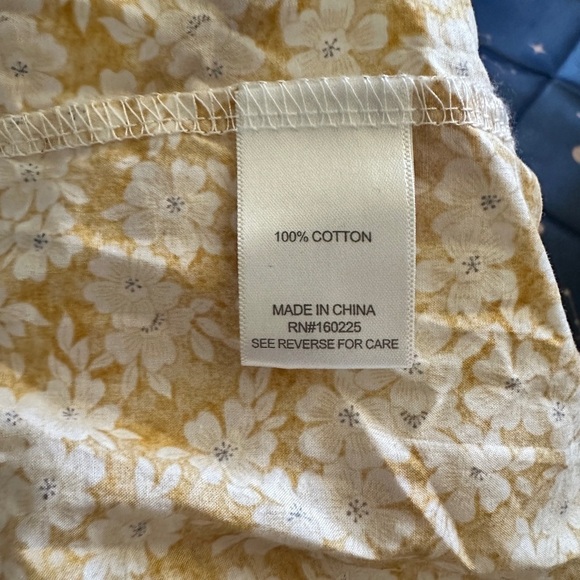 100% COTTON
MADE IN CHINA
RN#160225
SEE REVERSE FOR CARE